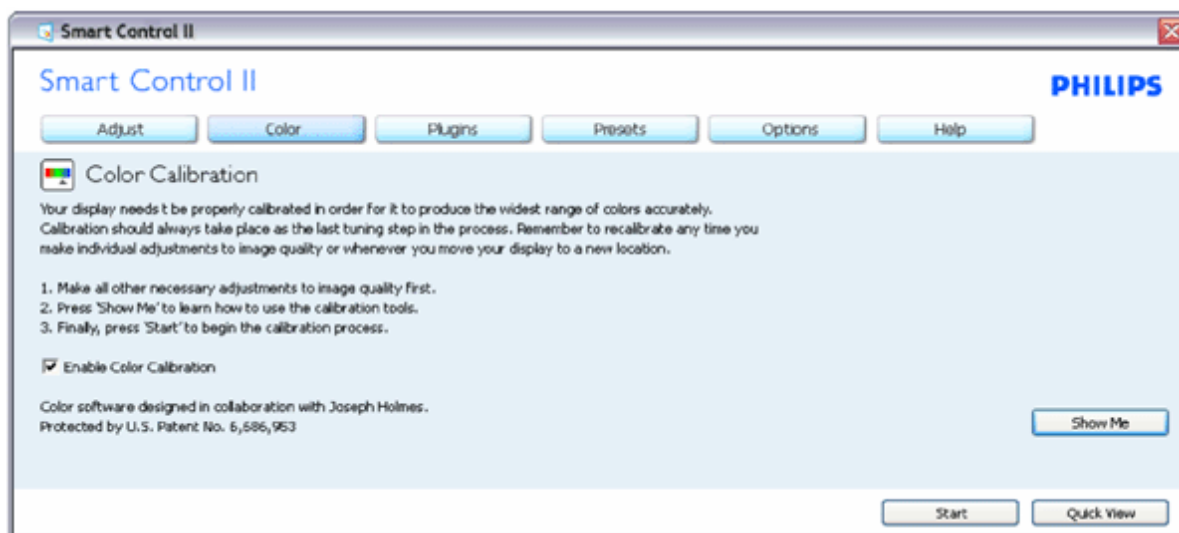 Smart Control II
Smart Control II
PHILIPS
Adjust Color Plugins Presets Options Help
Color Calibration
Your display needs t be properly calibrated in order for it to produce the widest range of colors accurately.
Calibration should always take place as the last tuning step in the process. Remember to recalibrate any time you
make individual adjustments to image quality or whenever you move your display to a new location.
1. Make all other necessary adjustments to image quality first.
2. Press 'Show Me' to learn how to use the calibration tools.
3. Finally, press 'Start' to begin the calibration process.
Enable Color Calibration
Color software designed in collaboration with Joseph Holmes.
Protected by U.S. Patent No. 6,686,953
Show Me
Start Quick View